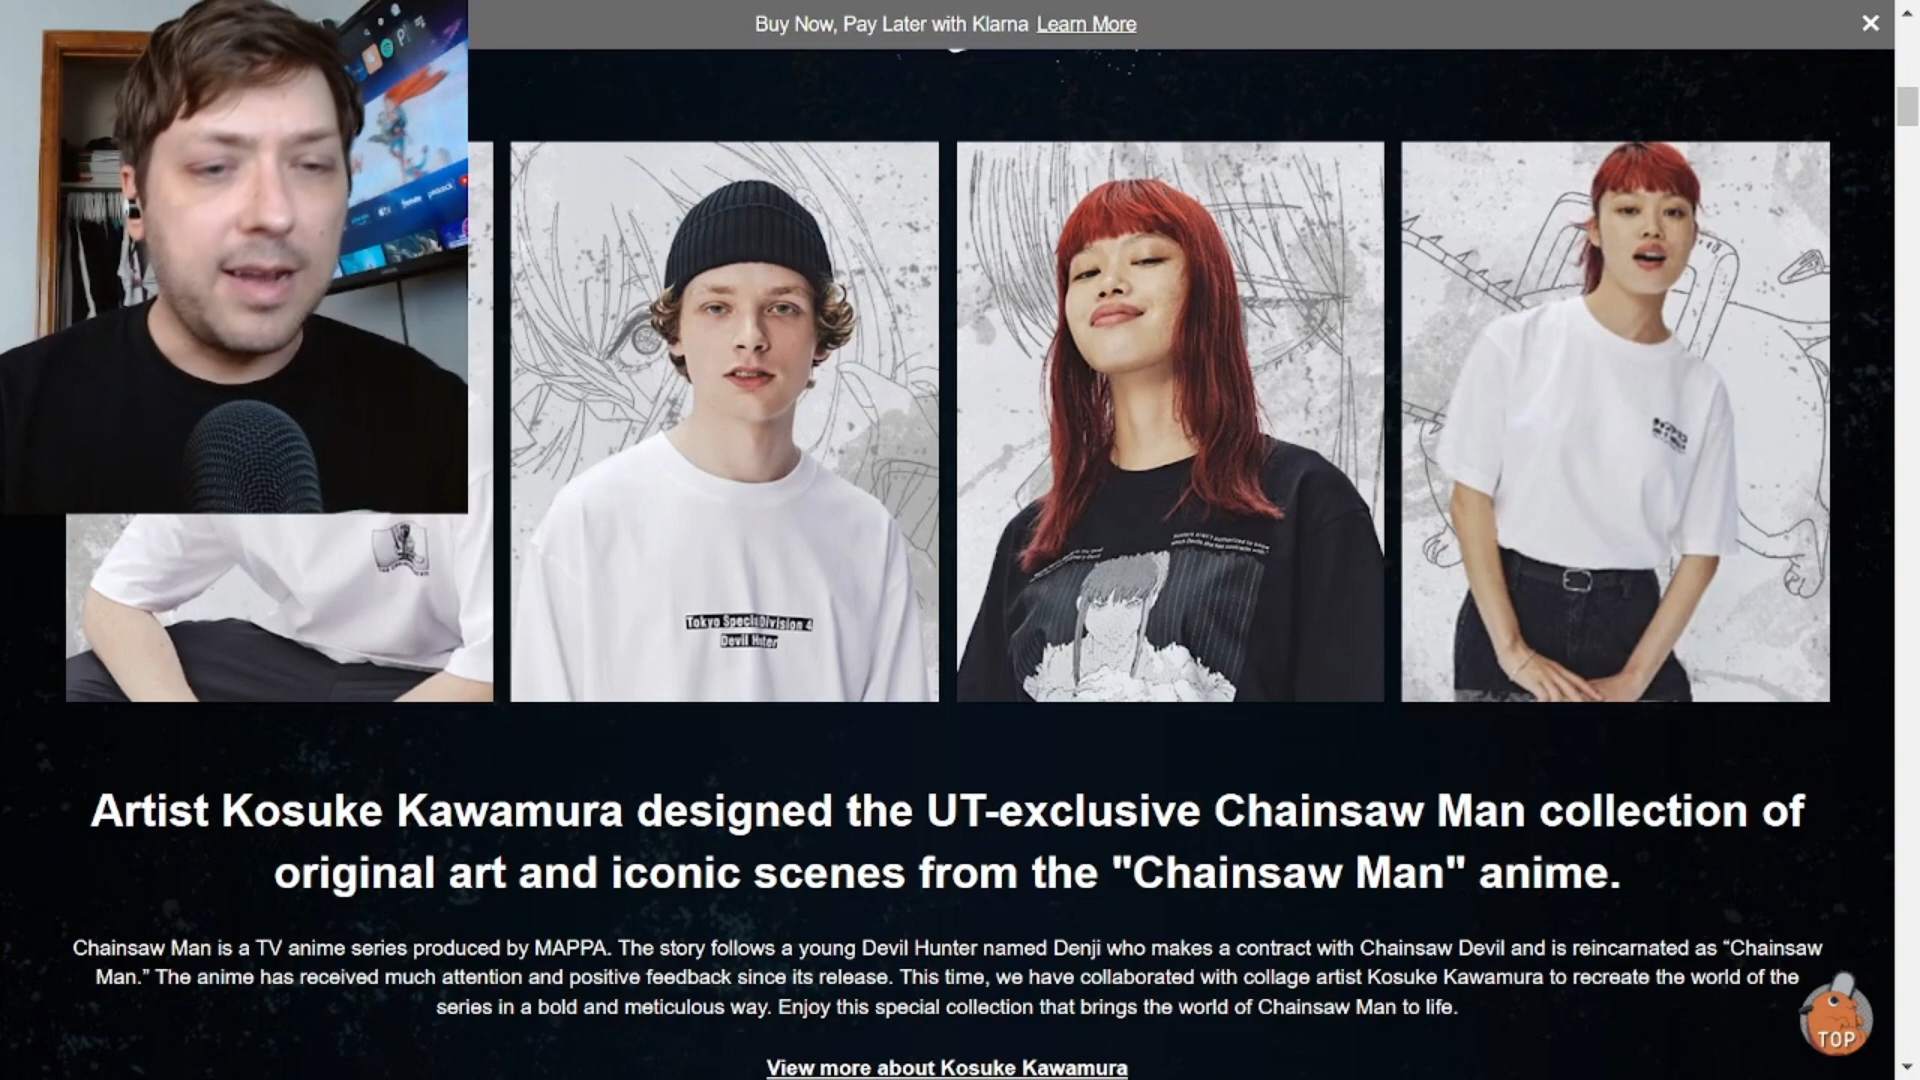 Buy Now, Pay Later with Klarna Learn More
Tokyo Special Division 4
Devil Hunter
Artist Kosuke Kawamura designed the UT-exclusive Chainsaw Man collection of
original art and iconic scenes from the "Chainsaw Man" anime.
Chainsaw Man is a TV anime series produced by MAPPA. The story follows a young Devil Hunter named Denji who makes a contract with Chainsaw Devil and is reincarnated as “Chainsaw
Man.” The anime has received much attention and positive feedback since its release. This time, we have collaborated with collage artist Kosuke Kawamura to recreate the world of the
series in a bold and meticulous way. Enjoy this special collection that brings the world of Chainsaw Man to life.
TOP
View more about Kosuke Kawamura